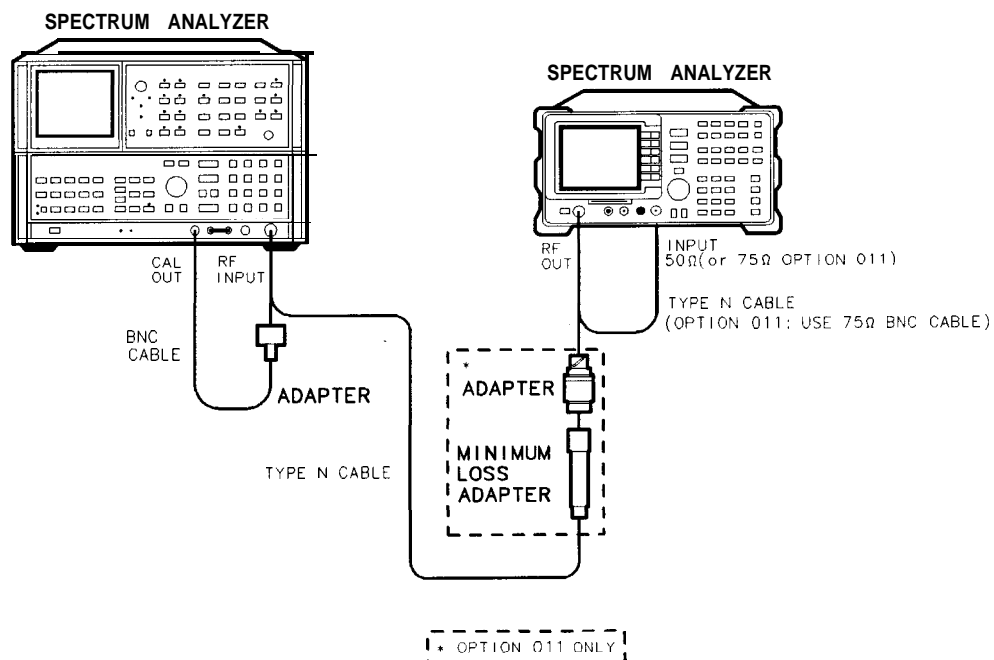 SPECTRUM ANALYZER
SPECTRUM ANALYZER
CAL
OUT
RF
INPUT
RF
OUT
INPUT
50Ω(or 75Ω OPTION 011)
TYPE N CABLE
(OPTION 011: USE 75Ω BNC CABLE)
BNC
CABLE
ADAPTER
*
ADAPTER
MINIMUM
LOSS
ADAPTER
TYPE N CABLE
* OPTION 011 ONLY